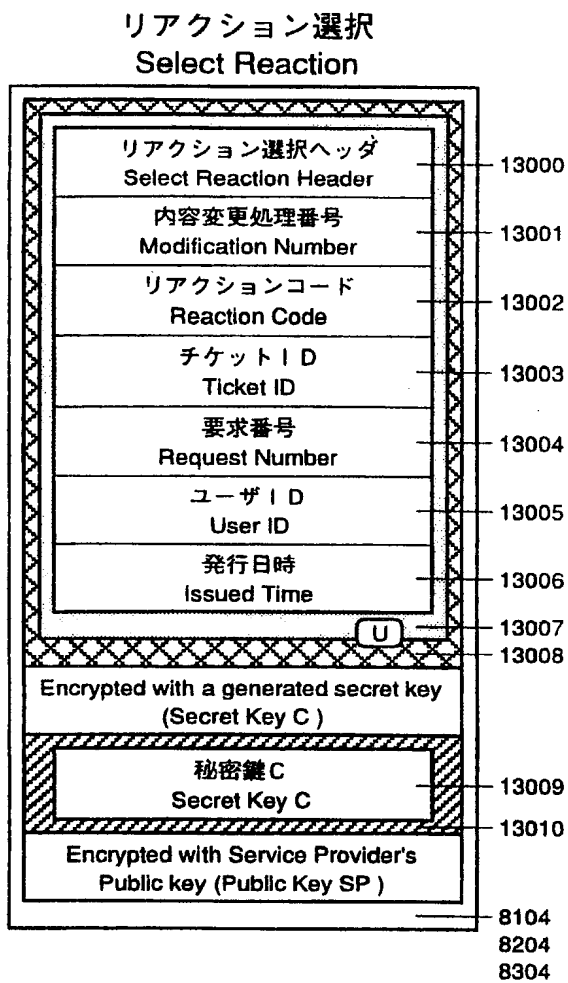 リアクション選択
Select Reaction
リアクション選択ヘッダ
Select Reaction Header
13000
内容変更処理番号
Modification Number
13001
リアクションコード
Reaction Code
13002
チケットID
Ticket ID
13003
要求番号
Request Number
13004
ユーザID
User ID
13005
発行日時
Issued Time
13006
U
13007
13008
Encrypted with a generated secret key
(Secret Key C )
秘密鍵C
Secret Key C
13009
13010
Encrypted with Service Provider's
Public key (Public Key SP )
8104
8204
8304